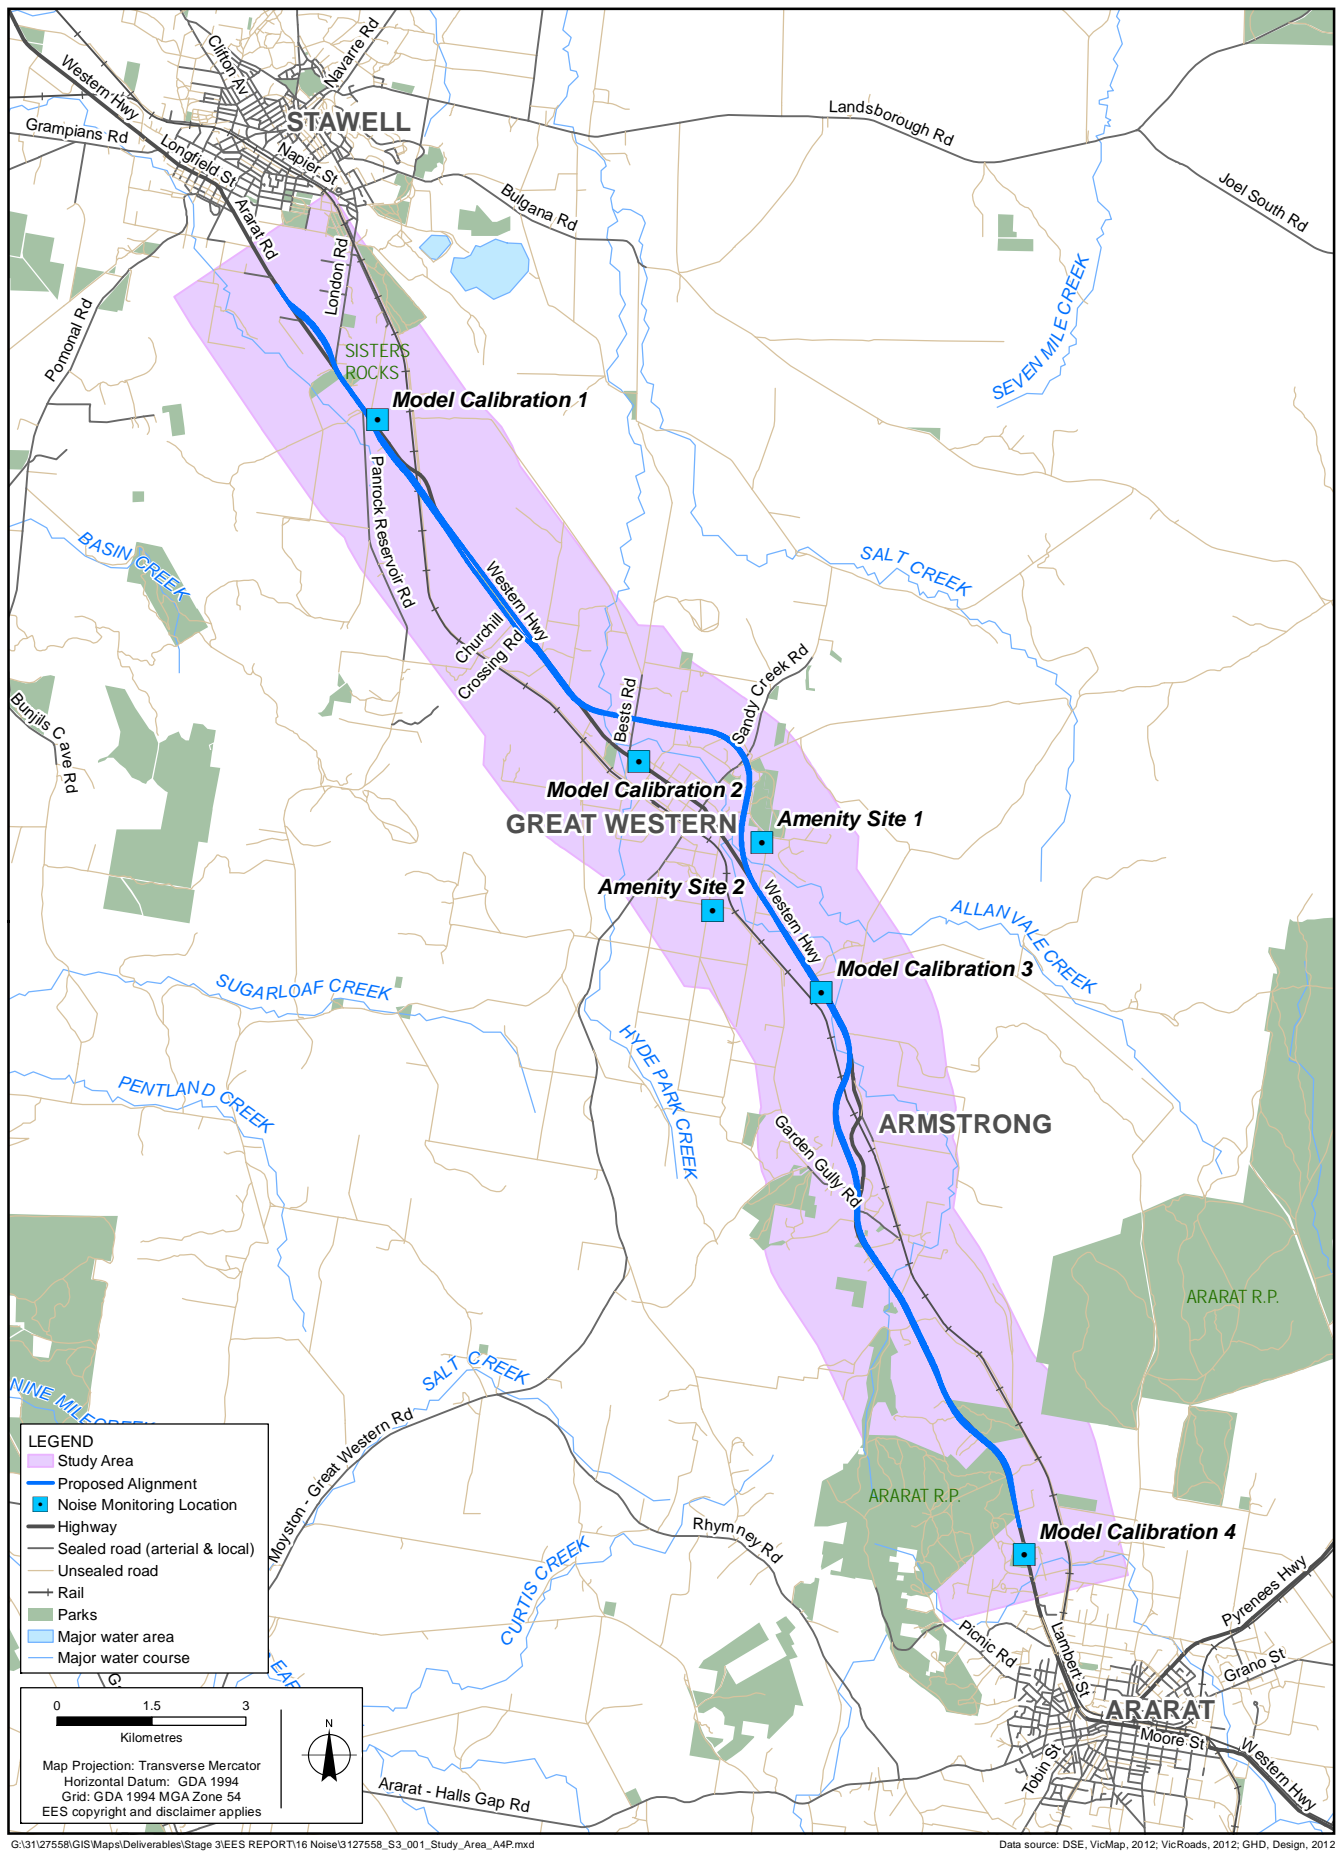 Clifton Av
Navarre Rd
Western Hwy
STAWELL
Landsborough Rd
Grampians Rd
Longfield St
Napier St
Joel South Rd
Bulgana Rd
Ararat Rd
London Rd
SEVEN MILE CREEK
Pomonal Rd
SISTERS
ROCKS
Model Calibration 1
Panrock Reservoir Rd
BASIN CREEK
SALT CREEK
Western Hwy
Churchill
Crossing Rd
Sandy Creek Rd
Bests Rd
Bunjils Cave Rd
Model Calibration 2
GREAT WESTERN
Amenity Site 1
Amenity Site 2
Western Hwy
ALLAN VALE CREEK
Model Calibration 3
SUGARLOAF CREEK
HYDE PARK CREEK
PENTLAND CREEK
ARMSTRONG
Garden Gully Rd
ARARAT R.P.
SALT CREEK
NINE MILE CREEK
Moyston - Great Western Rd
ARARAT R.P.
Rhymney Rd
Model Calibration 4
CURTIS CREEK
Pyrenees Hwy
Picnic Rd
Lambert St
Grano St
ARARAT
Moore St
Tobin St
Western Hwy
Ararat - Halls Gap Rd
LEGEND
Study Area
Proposed Alignment
Noise Monitoring Location
Highway
Sealed road (arterial & local)
Unsealed road
Rail
Parks
Major water area
Major water course
0 1.5 3
Kilometres
N
Map Projection: Transverse Mercator
Horizontal Datum: GDA 1994
Grid: GDA 1994 MGA Zone 54
EES copyright and disclaimer applies
G:\31\27558\GIS\Maps\Deliverables\Stage 3\EES REPORT\16 Noise\3127558_S3_001_Study_Area_A4P.mxd
Data source: DSE, VicMap, 2012; VicRoads, 2012; GHD, Design, 2012